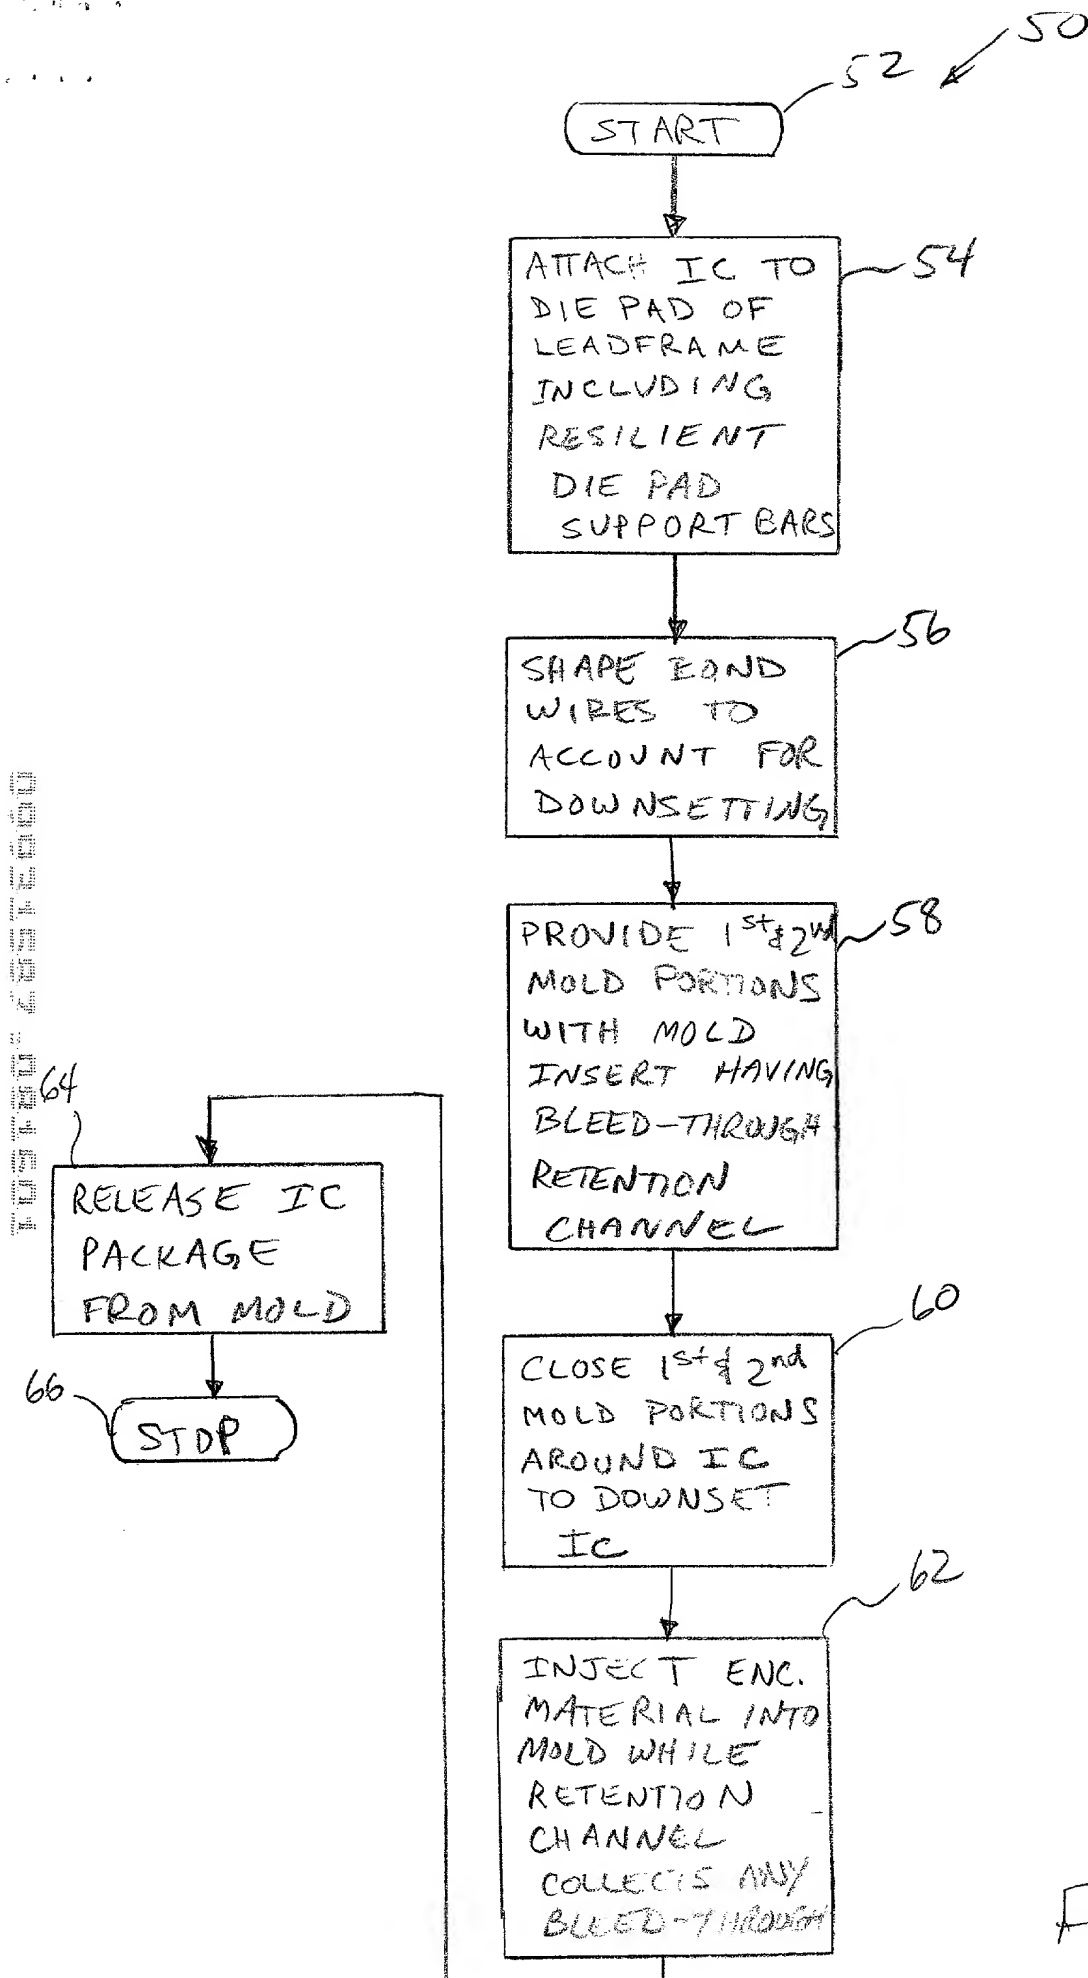 50
52
START
54
ATTACH IC TO
DIE PAD OF
LEADFRAME
INCLUDING
RESILIENT
DIE PAD
SUPPORT BARS
56
SHAPE BOND
WIRES TO
ACCOUNT FOR
DOWNSETTING
58
PROVIDE 1st & 2nd
MOLD PORTIONS
WITH MOLD
INSERT HAVING
BLEED-THROUGH
RETENTION
CHANNEL
60
CLOSE 1st & 2nd
MOLD PORTIONS
AROUND IC
TO DOWNSET
IC
62
INJECT ENC.
MATERIAL INTO
MOLD WHILE
RETENTION
CHANNEL
COLLECTS ANY
BLEED-THROUGH
64
RELEASE IC
PACKAGE
FROM MOLD
66
STOP
F